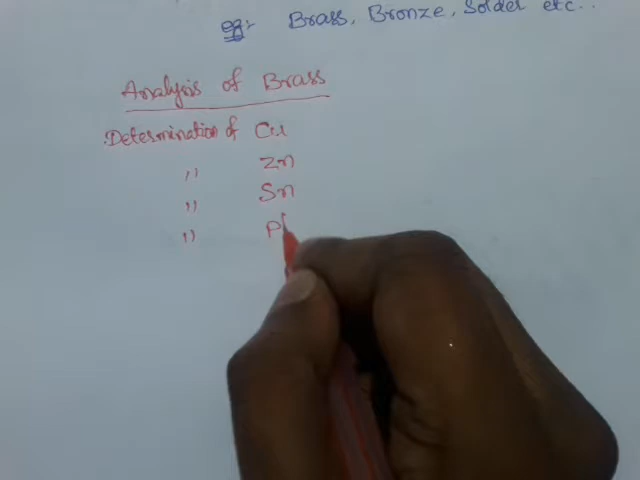 eg:- Brass, Bronze, Solder etc..
Analysis of Brass
Determination of Cu
" Zn
" Sn
" P